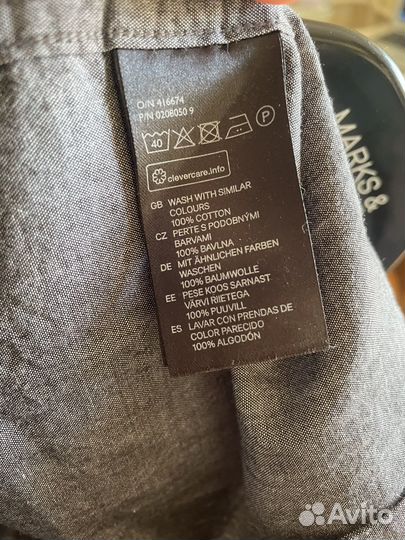 O/N 416674
P/N 0208050 9
40 P
clevercare.info
GB WASH WITH SIMILAR
COLOURS
100% COTTON
CZ PERTE S PODOBNÝMI
BARVAMI
100% BAVLNA
DE MIT ÄHNLICHEN FARBEN
WASCHEN
100% BAUMWOLLE
EE PESE KOOS SARNAST
VÄRVI RIIETEGA
100% PUUVILL
ES LAVAR CON PRENDAS DE
COLOR PARECIDO
100% ALGODÓN
MARKS &
Avito